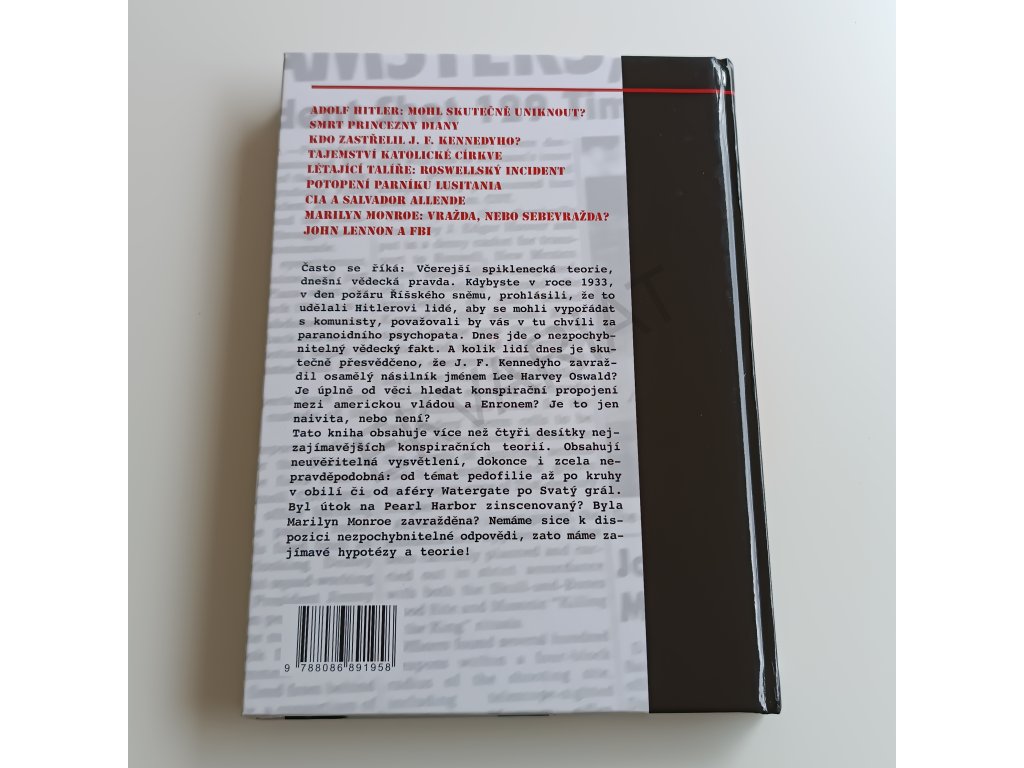 ADOLF HITLER: MOHL SKUTEČNĚ UNIKNOUT?
SMRT PRINCEZNY DIANY
KDO ZASTŘELIL J. F. KENNEDYHO?
TAJEMSTVÍ KATOLICKÉ CÍRKVE
LÉTAJÍCÍ TALÍŘE: ROSWELLSKÝ INCIDENT
POTOPENÍ PARNÍKU LUSITANIA
CIA A SALVADOR ALLENDE
MARILYN MONROE: VRAŽDA, NEBO SEBEVRAŽDA?
JOHN LENNON A FBI
Často se říká: Včerejší spiklenecká teorie,
dnešní vědecká pravda. Kdybyste v roce 1933,
v den požáru Říšského sněmu, prohlásili, že to
udělali Hitlerovi lidé, aby se mohli vypořádat
s komunisty, považovali by vás v tu chvíli za
paranoidního psychopata. Dnes jde o nezpochyb-
nitelný vědecký fakt. A kolik lidí dnes je sku-
tečně přesvědčeno, že J. F. Kennedyho zavraž-
dil osamělý násilník jménem Lee Harvey Oswald?
Je úplně od věci hledat konspirační propojení
mezi americkou vládou a Enronem? Je to jen
naivita, nebo není?
Tato kniha obsahuje více než čtyři desítky nej-
zajímavějších konspiračních teorií. Obsahují
neuvěřitelná vysvětlení, dokonce i zcela ne-
pravděpodobná: od témat pedofilie až po kruhy
v obilí či od aféry Watergate po Svatý grál.
Byl útok na Pearl Harbor zinscenovaný? Byla
Marilyn Monroe zavražděna? Nemáme sice k dis-
pozici nezpochybnitelné odpovědi, zato máme za-
jímavé hypotézy a teorie!
9 788086 891958